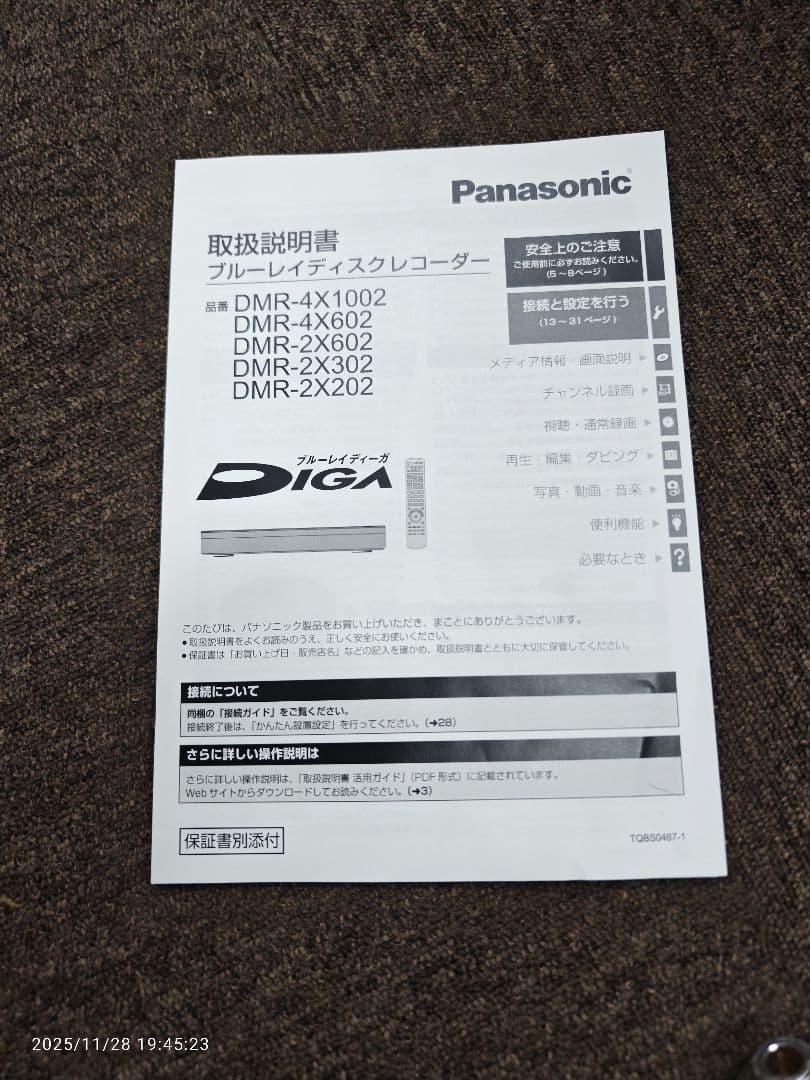 Panasonic
取扱説明書
ブルーレイディスクレコーダー
品番 DMR-4X1002
DMR-4X602
DMR-2X602
DMR-2X302
DMR-2X202
安全上のご注意
ご使用前に必ずお読みください。
(5～8ページ)
接続と設定を行う
(13～31ページ)
メディア情報・画面説明
チャンネル録画
視聴・通常録画
再生・編集・ダビング
写真・動画・音楽
便利機能
必要なとき
?
ブルーレイディーガ
DIGA
このたびは、パナソニック製品をお買い上げいただき、まことにありがとうございます。
●取扱説明書をよくお読みのうえ、正しく安全にお使いください。
●保証書は「お買い上げ日・販売店名」などの記入を確かめ、取扱説明書とともに大切に保管してください。
接続について
同梱の「接続ガイド」をご覧ください。
接続終了後は、「かんたん設置設定」を行ってください。(➔28)
さらに詳しい操作説明は
さらに詳しい操作説明は、「取扱説明書 活用ガイド」(PDF形式)に記載されています。
Webサイトからダウンロードしてお読みください。(➔3)
保証書別添付
TQBS0467-1
2025/11/28 19:45:23